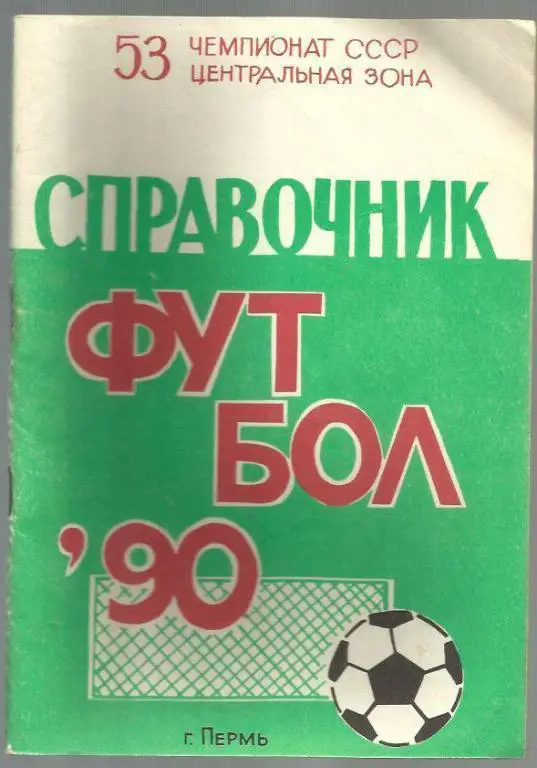 53 ЧЕМПИОНАТ СССР
ЦЕНТРАЛЬНАЯ ЗОНА
СПРАВОЧНИК
ФУТ
БОЛ
'90
г. ПЕРМЬ